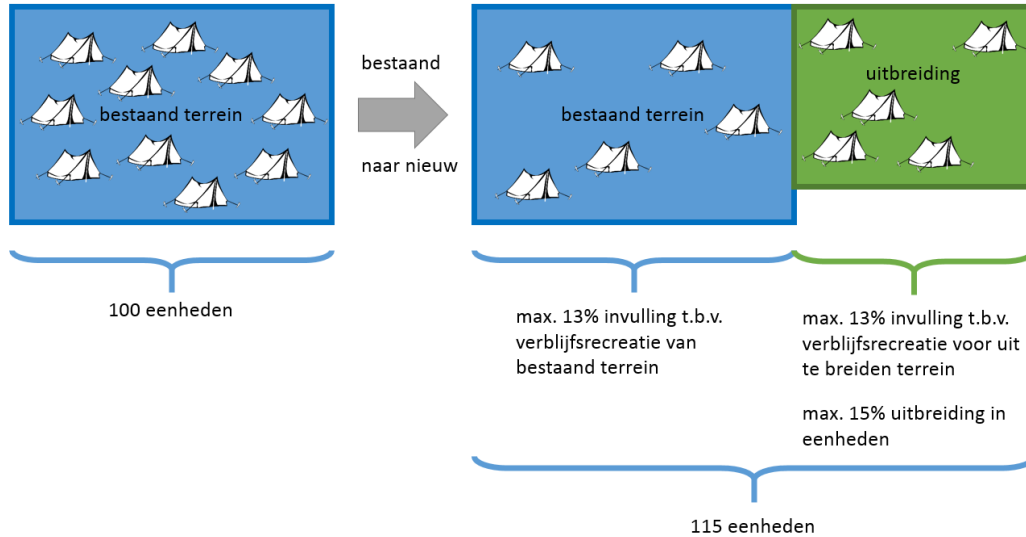 bestaand terrein
100 eenheden
bestaand
naar nieuw
bestaand terrein
uitbreiding
max. 13% invulling t.b.v.
verblijfsrecreatie van
bestaand terrein
max. 13% invulling t.b.v.
verblijfsrecreatie voor uit
te breiden terrein
max. 15% uitbreiding in
eenheden
115 eenheden